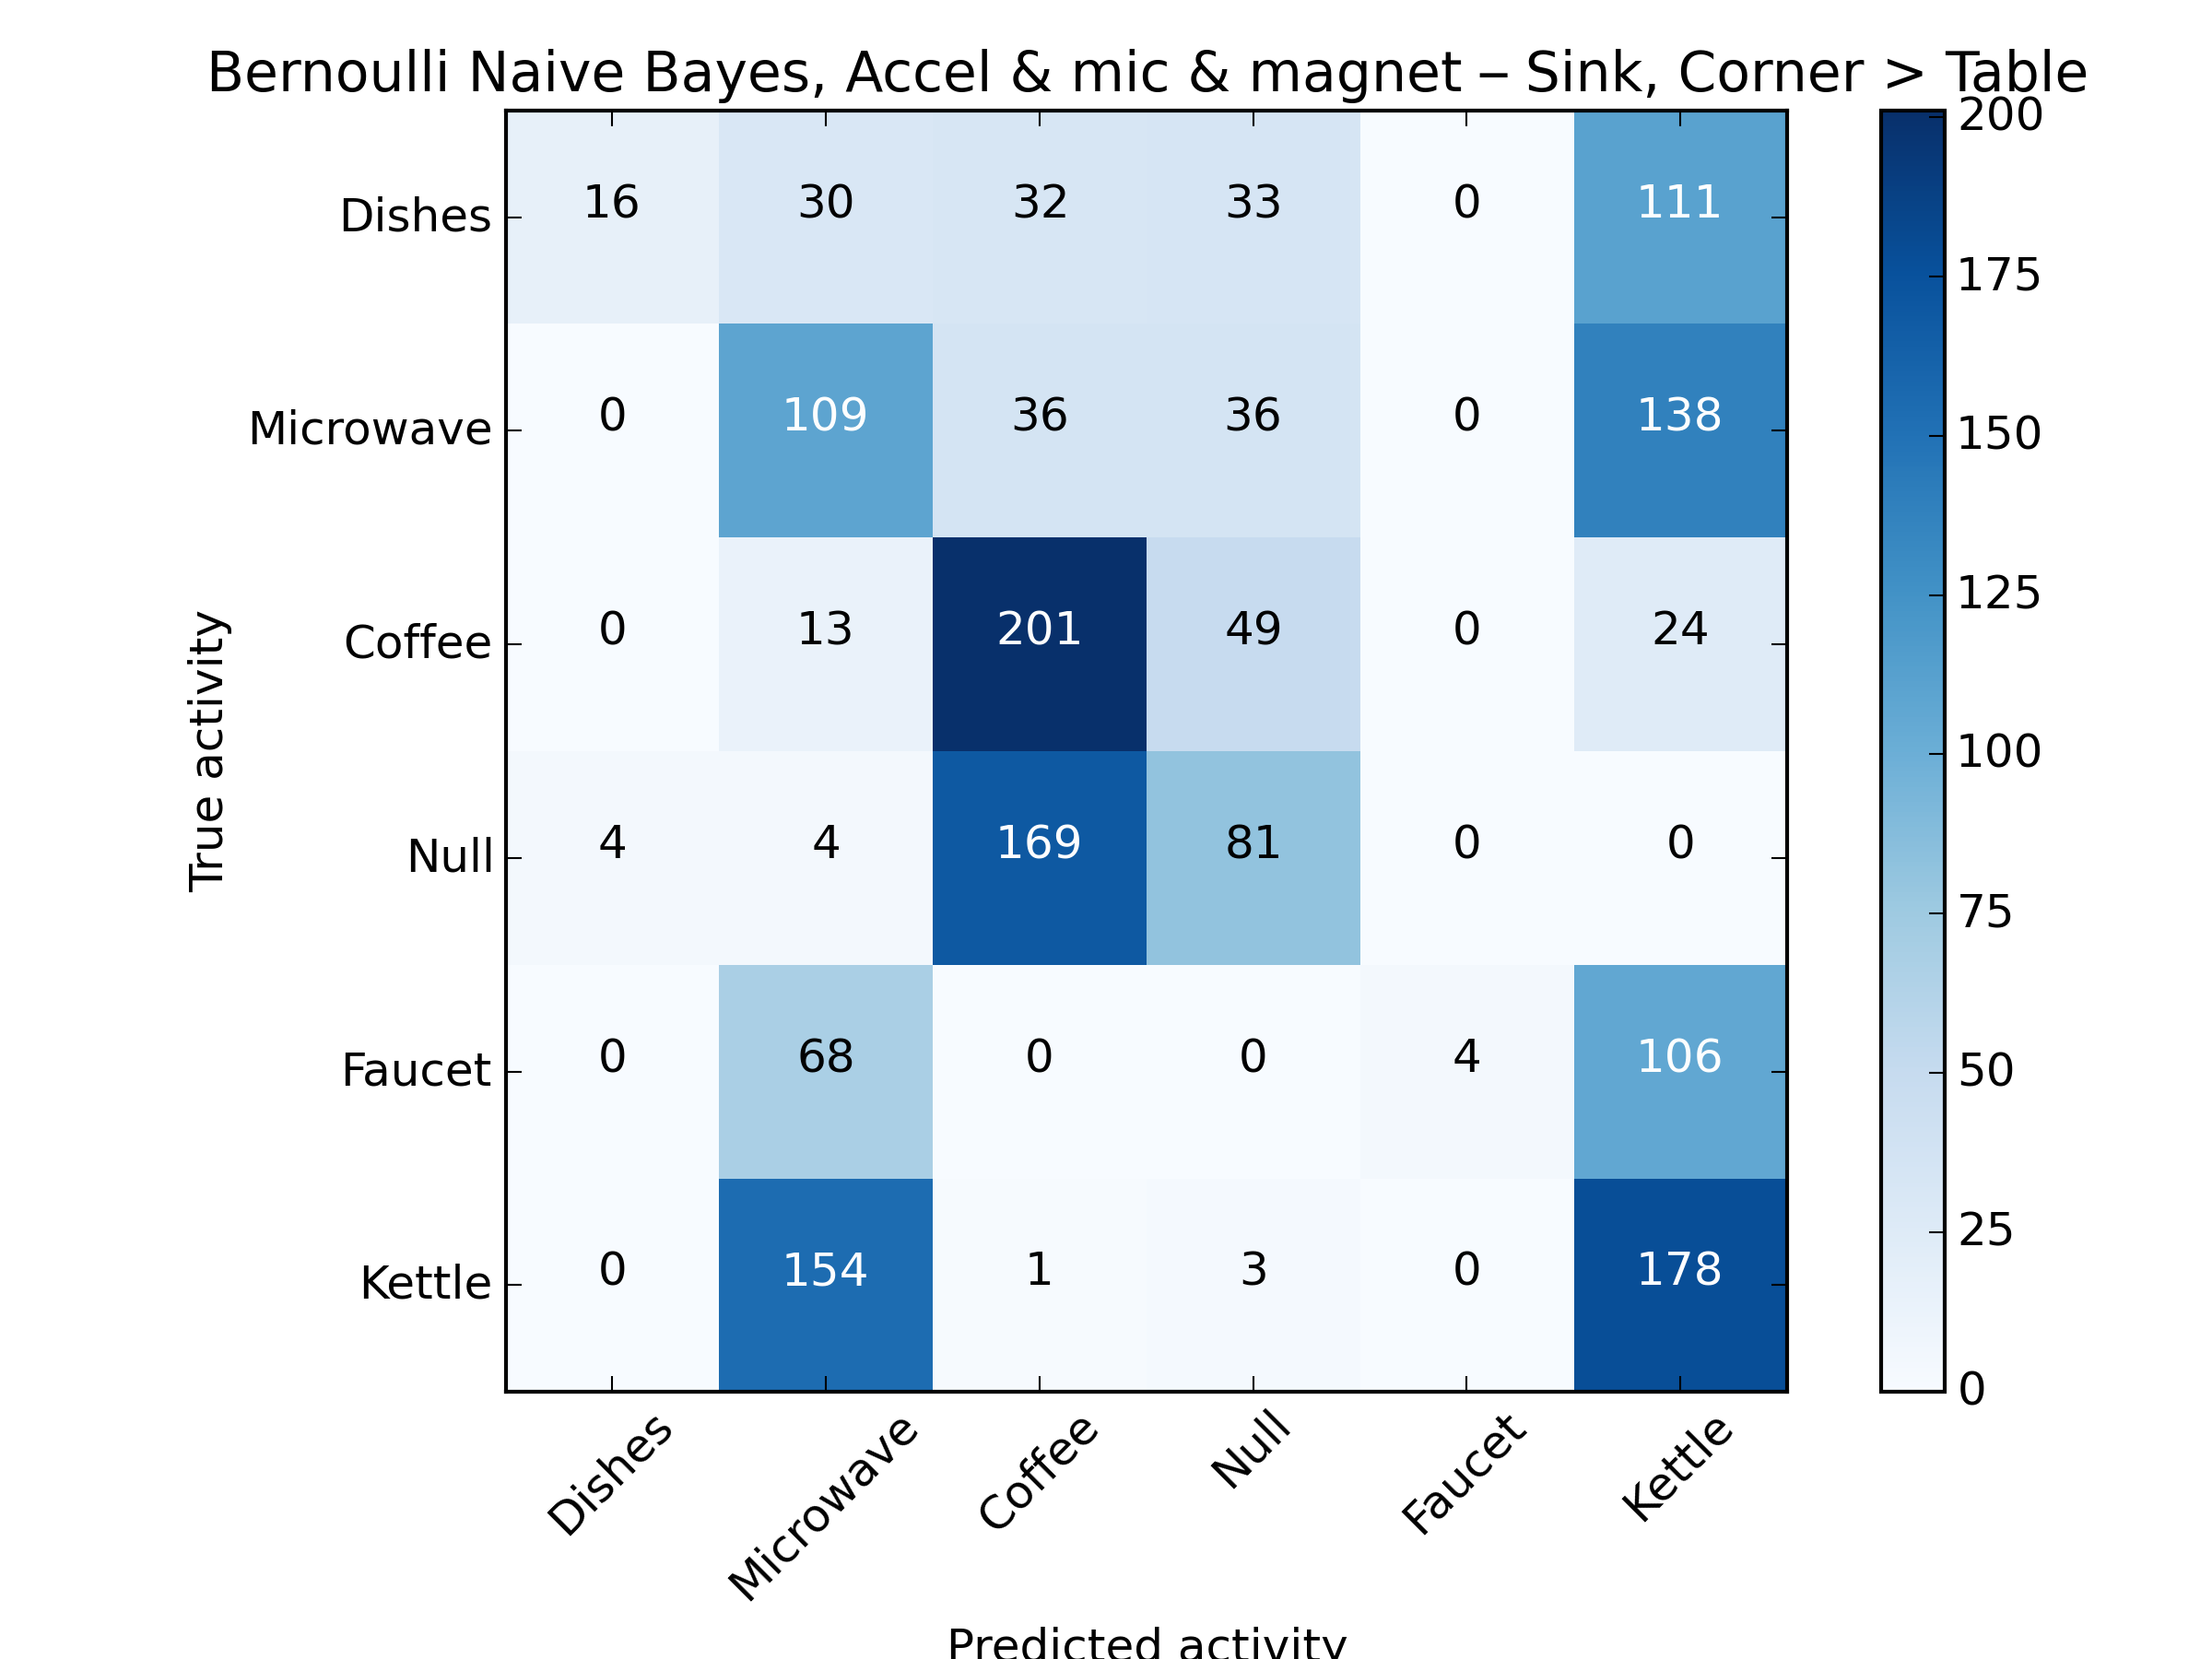 Bernoulli Naive Bayes, Accel & mic & magnet – Sink, Corner > Table
Dishes 16 30 32 33 0 111
Microwave 0 109 36 36 0 138
Coffee 0 13 201 49 0 24
Null 4 4 169 81 0 0
Faucet 0 68 0 0 4 106
Kettle 0 154 1 3 0 178
True activity
Dishes Microwave Coffee Null Faucet Kettle
Predicted activity
200
175
150
125
100
75
50
25
0